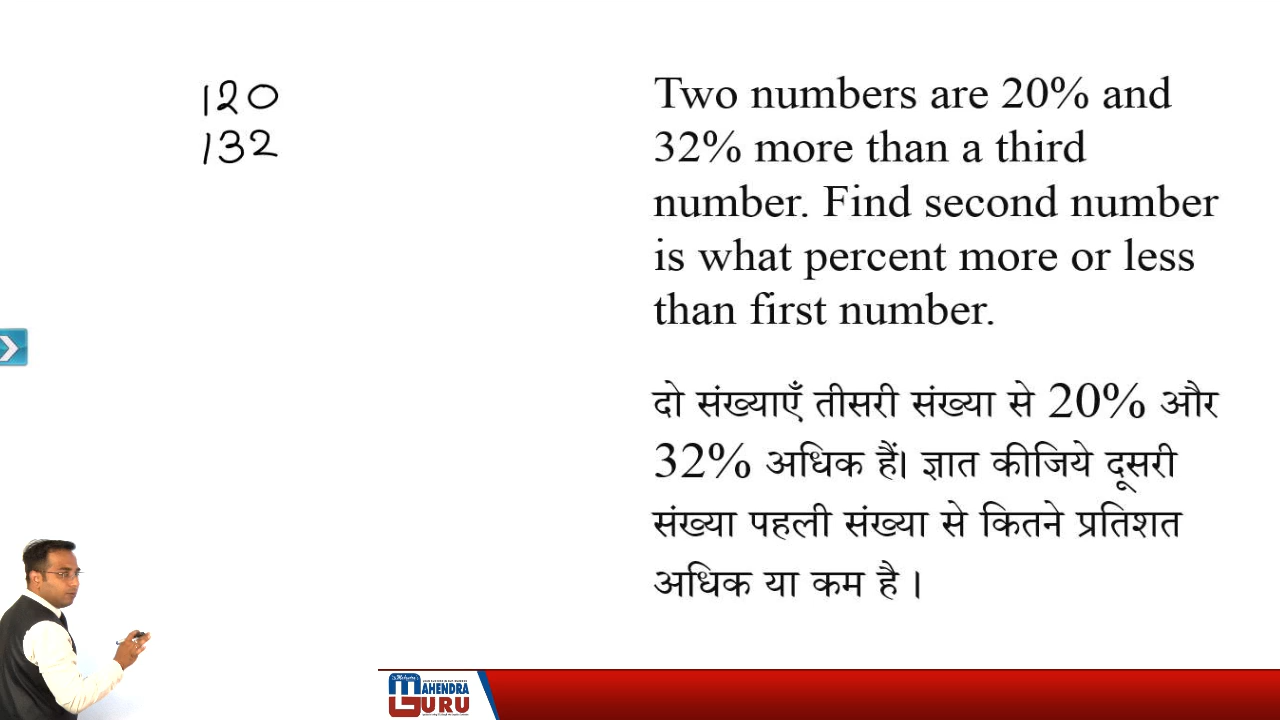 120
132
Two numbers are 20% and
32% more than a third
number. Find second number
is what percent more or less
than first number.
दो संख्याएँ तीसरी संख्या से 20% और
32% अधिक हैं। ज्ञात कीजिये दूसरी
संख्या पहली संख्या से कितने प्रतिशत
अधिक या कम है ।
MAHENDRA
GURU